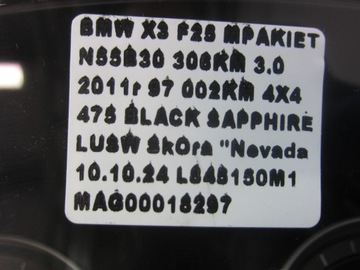 BMW X3 F25 MPAKIET
N55B30 306KM 3.0
2011r 97 002KM 4X4
475 BLACK SAPPHIRE
LUSW Skóra "Nevada
10.10.24 LS46150M1
MAG00018297